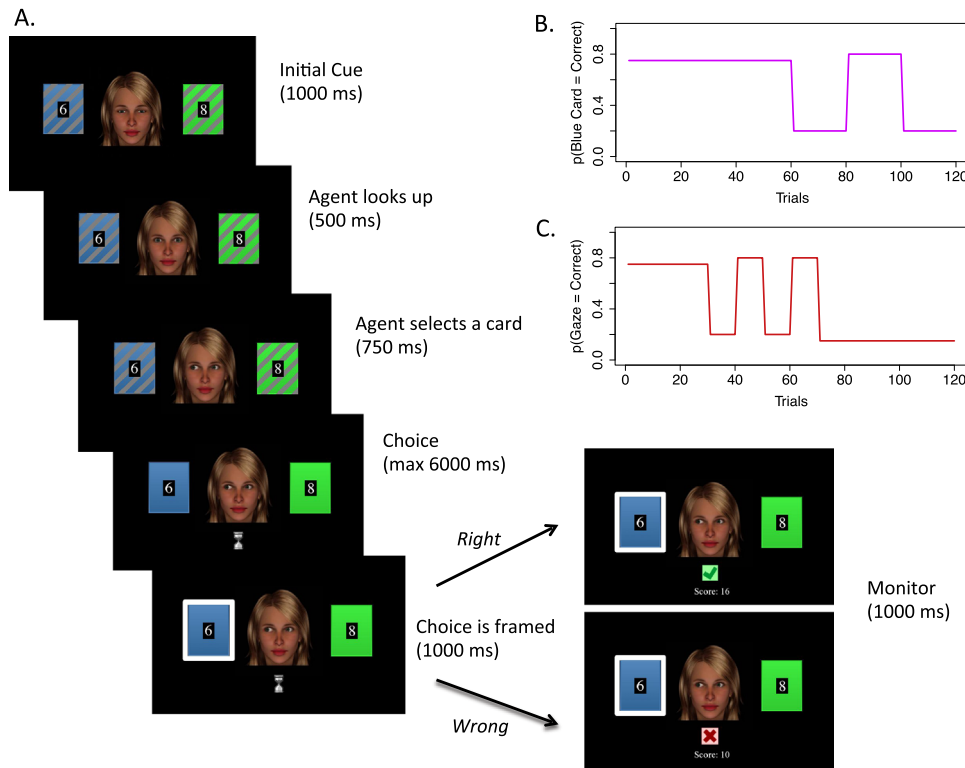 A.
6
8
Initial Cue
(1000 ms)
6
8
Agent looks up
(500 ms)
6
8
Agent selects a card
(750 ms)
6
8
Choice
(max 6000 ms)
6
8
Choice is framed
(1000 ms)
Right
Wrong
6
8
Score: 16
6
8
Score: 10
Monitor
(1000 ms)
B.
p(Blue Card = Correct)
0.0
0.4
0.8
0 20 40 60 80 100 120
Trials
C.
p(Gaze = Correct)
0.0
0.4
0.8
0 20 40 60 80 100 120
Trials